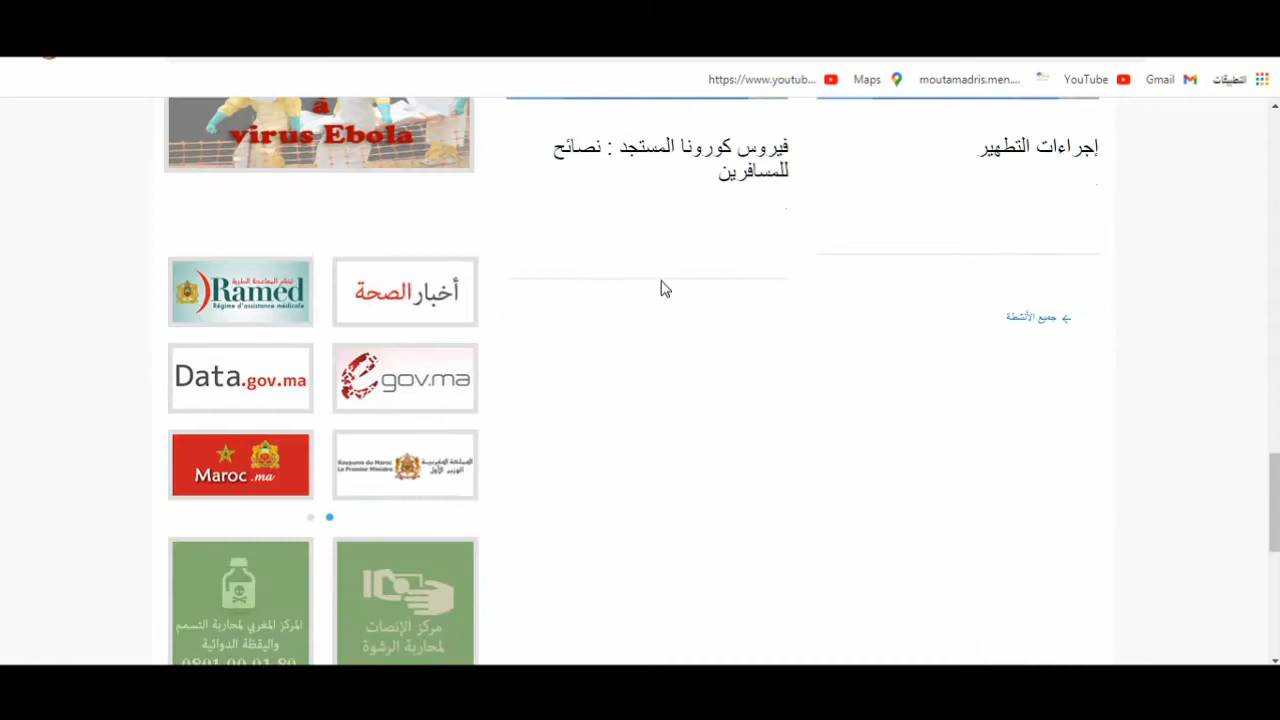 التطبيقات
Gmail
YouTube
moutamadris.men....
Maps
https://www.youtub...
إجراءات التطهير
.
فيروس كورونا المستجد : نصائح
للمسافرين
.
à
virus Ebola
← جميع الأنشطة
أخبار الصحة
Ramed
Régime d'assistance médicale
egov.ma
Data.gov.ma
المملكة المغربية
الوزير الأول
Royaume du Maroc
Le Premier Ministre
Maroc.ma
مركز الإنصات
لمحاربة الرشوة
المركز المغربي لمحاربة التسمم
واليقظة الدوائية